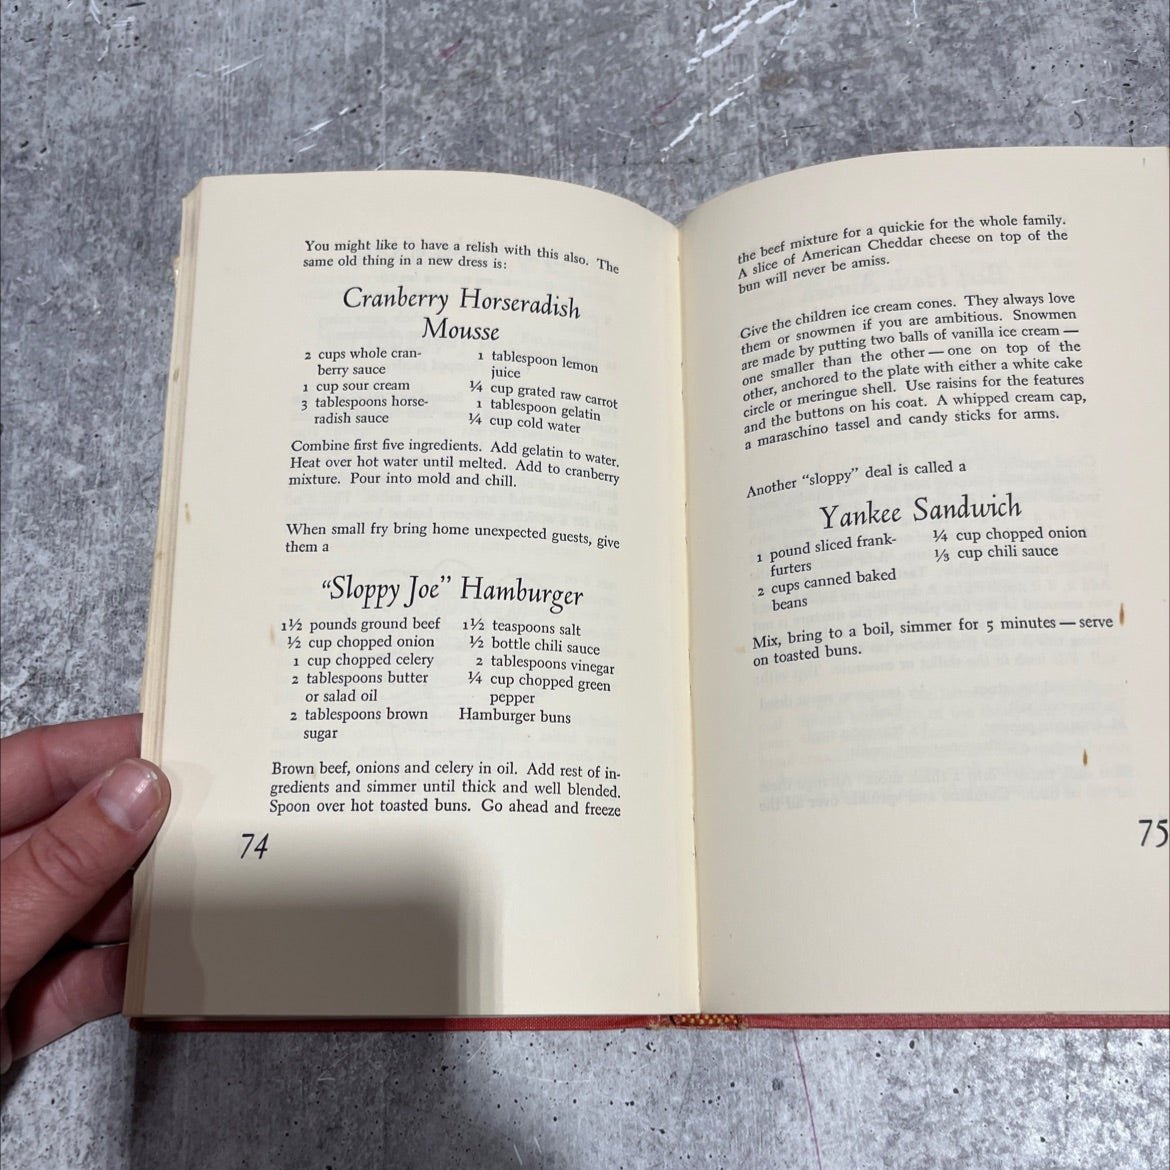 You might like to have a relish with this also. The
same old thing in a new dress is:
Cranberry Horseradish
Mousse
2 cups whole cran-
berry sauce
1 cup sour cream
3 tablespoons horse-
radish sauce
1 tablespoon lemon
juice
¼ cup grated raw carrot
1 tablespoon gelatin
¼ cup cold water
Combine first five ingredients. Add gelatin to water.
Heat over hot water until melted. Add to cranberry
mixture. Pour into mold and chill.
When small fry bring home unexpected guests, give
them a
“Sloppy Joe” Hamburger
1½ pounds ground beef
½ cup chopped onion
1 cup chopped celery
2 tablespoons butter
or salad oil
2 tablespoons brown
sugar
1½ teaspoons salt
½ bottle chili sauce
2 tablespoons vinegar
¼ cup chopped green
pepper
Hamburger buns
Brown beef, onions and celery in oil. Add rest of in-
gredients and simmer until thick and well blended.
Spoon over hot toasted buns. Go ahead and freeze
74
the beef mixture for a quickie for the whole family.
A slice of American Cheddar cheese on top of the
bun will never be amiss.
Give the children ice cream cones. They always love
them or snowmen if you are ambitious. Snowmen
are made by putting two balls of vanilla ice cream —
one smaller than the other — one on top of the
other, anchored to the plate with either a white cake
circle or meringue shell. Use raisins for the features
and the buttons on his coat. A whipped cream cap,
a maraschino tassel and candy sticks for arms.
Another “sloppy” deal is called a
Yankee Sandwich
1 pound sliced frank-
furters
2 cups canned baked
beans
¼ cup chopped onion
⅓ cup chili sauce
Mix, bring to a boil, simmer for 5 minutes — serve
on toasted buns.
75